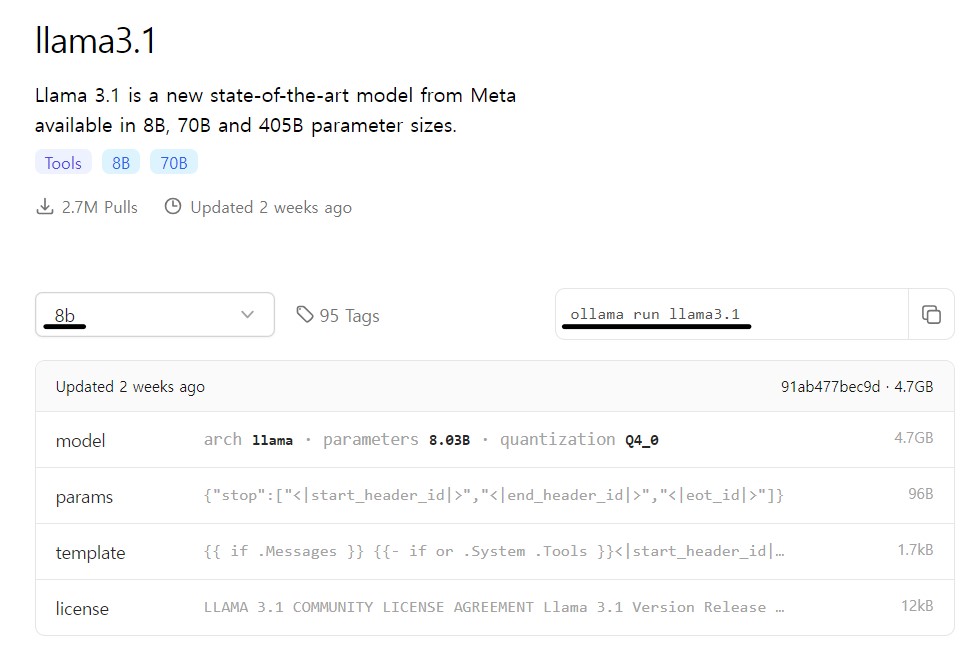 llama3.1
Llama 3.1 is a new state-of-the-art model from Meta
available in 8B, 70B and 405B parameter sizes.
Tools 8B 70B
2.7M Pulls Updated 2 weeks ago
8b 95 Tags ollama run llama3.1
Updated 2 weeks ago 91ab477bec9d · 4.7GB
model arch llama · parameters 8.03B · quantization Q4_0 4.7GB
params {"stop":["<|start_header_id|>","<|end_header_id|>","<|eot_id|>"]} 96B
template {{ if .Messages }} {{- if or .System .Tools }}<|start_header_id|… 1.7kB
license LLAMA 3.1 COMMUNITY LICENSE AGREEMENT Llama 3.1 Version Release … 12kB